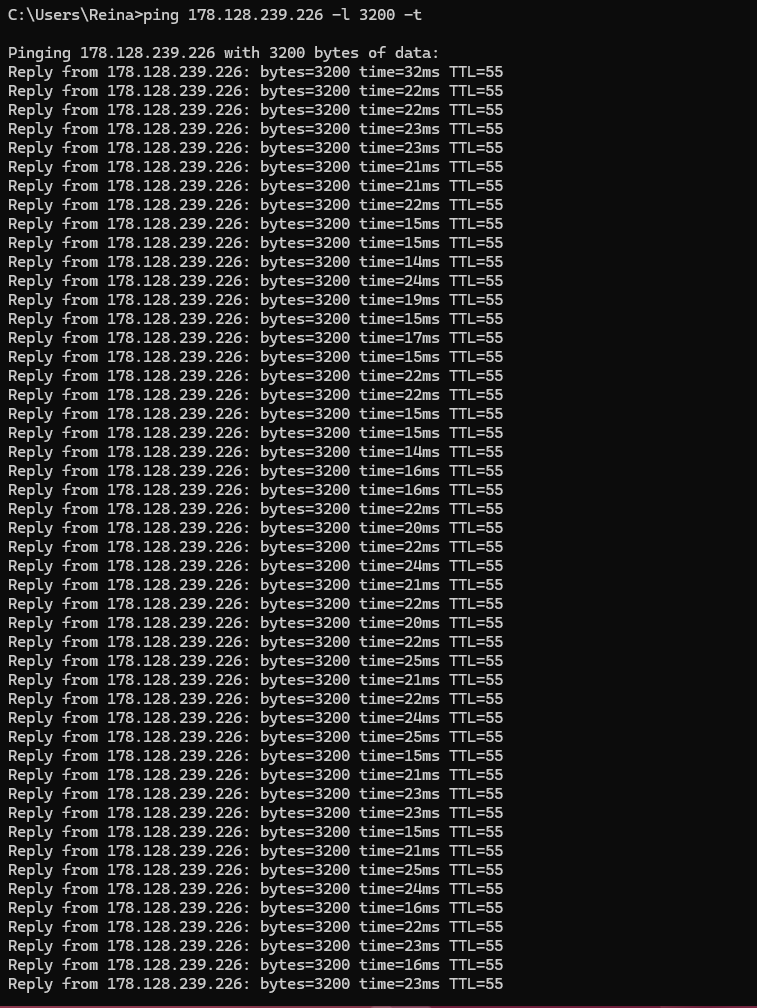 C:\Users\Reina>ping 178.128.239.226 -l 3200 -t
Pinging 178.128.239.226 with 3200 bytes of data:
Reply from 178.128.239.226: bytes=3200 time=32ms TTL=55
Reply from 178.128.239.226: bytes=3200 time=22ms TTL=55
Reply from 178.128.239.226: bytes=3200 time=22ms TTL=55
Reply from 178.128.239.226: bytes=3200 time=23ms TTL=55
Reply from 178.128.239.226: bytes=3200 time=23ms TTL=55
Reply from 178.128.239.226: bytes=3200 time=21ms TTL=55
Reply from 178.128.239.226: bytes=3200 time=21ms TTL=55
Reply from 178.128.239.226: bytes=3200 time=22ms TTL=55
Reply from 178.128.239.226: bytes=3200 time=15ms TTL=55
Reply from 178.128.239.226: bytes=3200 time=15ms TTL=55
Reply from 178.128.239.226: bytes=3200 time=14ms TTL=55
Reply from 178.128.239.226: bytes=3200 time=24ms TTL=55
Reply from 178.128.239.226: bytes=3200 time=19ms TTL=55
Reply from 178.128.239.226: bytes=3200 time=15ms TTL=55
Reply from 178.128.239.226: bytes=3200 time=17ms TTL=55
Reply from 178.128.239.226: bytes=3200 time=15ms TTL=55
Reply from 178.128.239.226: bytes=3200 time=22ms TTL=55
Reply from 178.128.239.226: bytes=3200 time=22ms TTL=55
Reply from 178.128.239.226: bytes=3200 time=15ms TTL=55
Reply from 178.128.239.226: bytes=3200 time=15ms TTL=55
Reply from 178.128.239.226: bytes=3200 time=14ms TTL=55
Reply from 178.128.239.226: bytes=3200 time=16ms TTL=55
Reply from 178.128.239.226: bytes=3200 time=16ms TTL=55
Reply from 178.128.239.226: bytes=3200 time=22ms TTL=55
Reply from 178.128.239.226: bytes=3200 time=20ms TTL=55
Reply from 178.128.239.226: bytes=3200 time=22ms TTL=55
Reply from 178.128.239.226: bytes=3200 time=24ms TTL=55
Reply from 178.128.239.226: bytes=3200 time=21ms TTL=55
Reply from 178.128.239.226: bytes=3200 time=22ms TTL=55
Reply from 178.128.239.226: bytes=3200 time=20ms TTL=55
Reply from 178.128.239.226: bytes=3200 time=22ms TTL=55
Reply from 178.128.239.226: bytes=3200 time=25ms TTL=55
Reply from 178.128.239.226: bytes=3200 time=21ms TTL=55
Reply from 178.128.239.226: bytes=3200 time=22ms TTL=55
Reply from 178.128.239.226: bytes=3200 time=24ms TTL=55
Reply from 178.128.239.226: bytes=3200 time=25ms TTL=55
Reply from 178.128.239.226: bytes=3200 time=15ms TTL=55
Reply from 178.128.239.226: bytes=3200 time=21ms TTL=55
Reply from 178.128.239.226: bytes=3200 time=23ms TTL=55
Reply from 178.128.239.226: bytes=3200 time=23ms TTL=55
Reply from 178.128.239.226: bytes=3200 time=15ms TTL=55
Reply from 178.128.239.226: bytes=3200 time=21ms TTL=55
Reply from 178.128.239.226: bytes=3200 time=25ms TTL=55
Reply from 178.128.239.226: bytes=3200 time=24ms TTL=55
Reply from 178.128.239.226: bytes=3200 time=16ms TTL=55
Reply from 178.128.239.226: bytes=3200 time=22ms TTL=55
Reply from 178.128.239.226: bytes=3200 time=23ms TTL=55
Reply from 178.128.239.226: bytes=3200 time=16ms TTL=55
Reply from 178.128.239.226: bytes=3200 time=23ms TTL=55